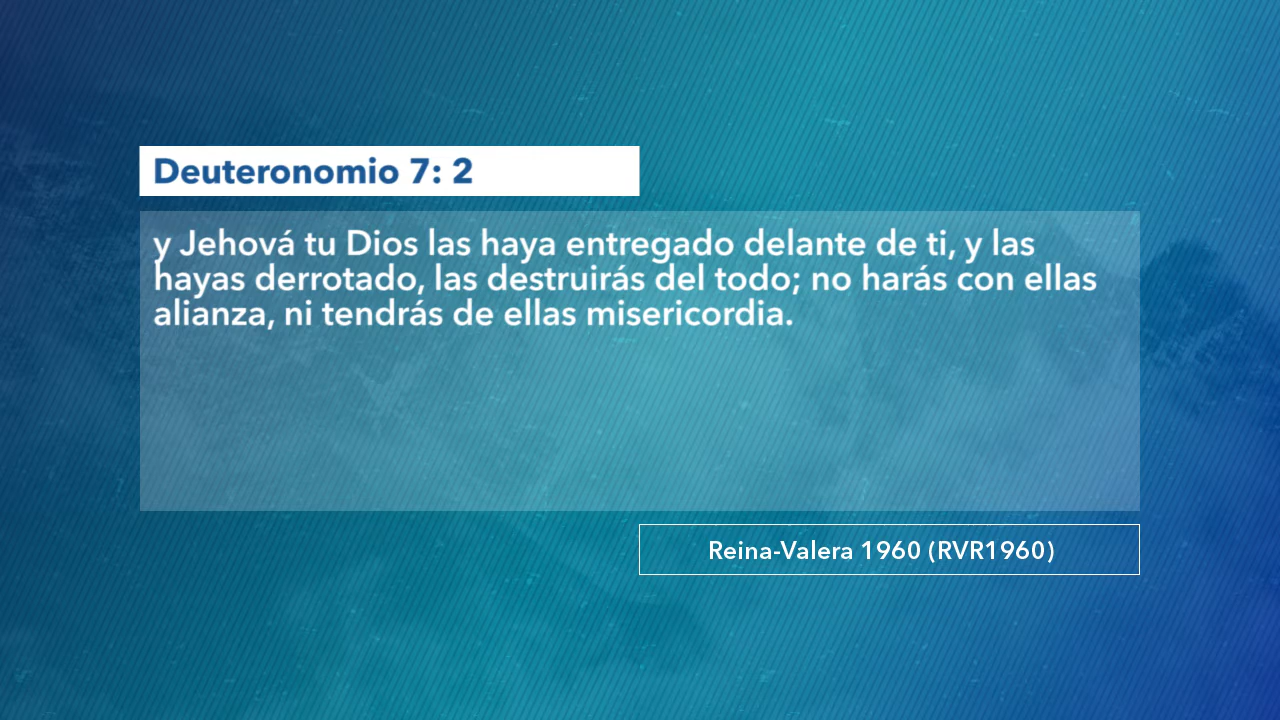 Deuteronomio 7: 2
y Jehová tu Dios las haya entregado delante de ti, y las
hayas derrotado, las destruirás del todo; no harás con ellas
alianza, ni tendrás de ellas misericordia.
Reina-Valera 1960 (RVR1960)